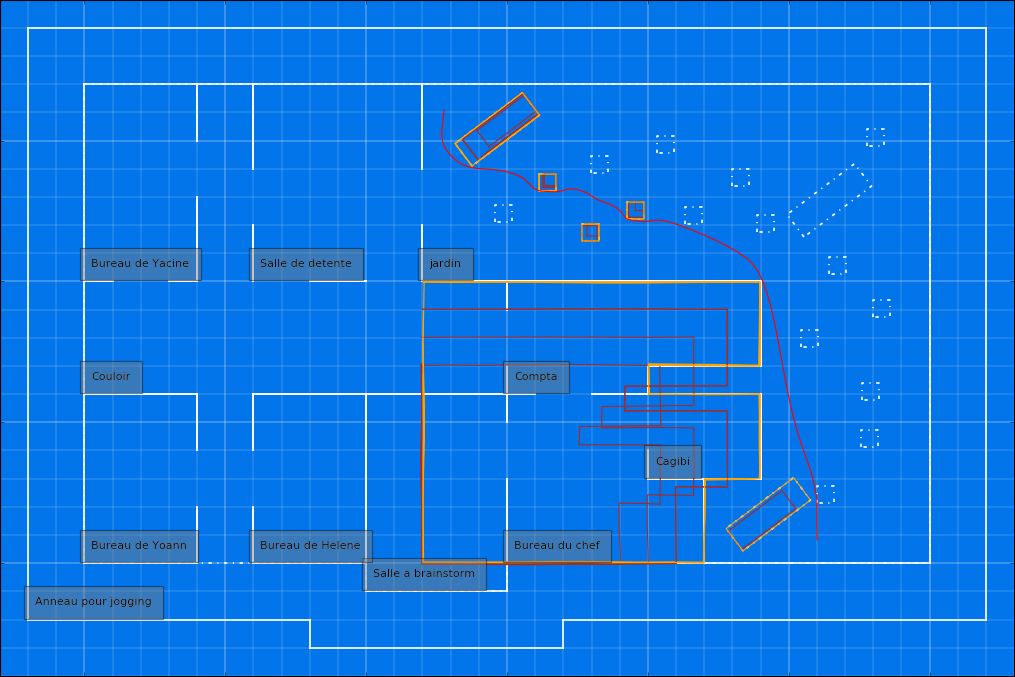 Bureau de Yacine
Salle de detente
jardin
Couloir
Compta
Cagibi
Bureau de Yoann
Bureau de Helene
Bureau du chef
Salle a brainstorm
Anneau pour jogging